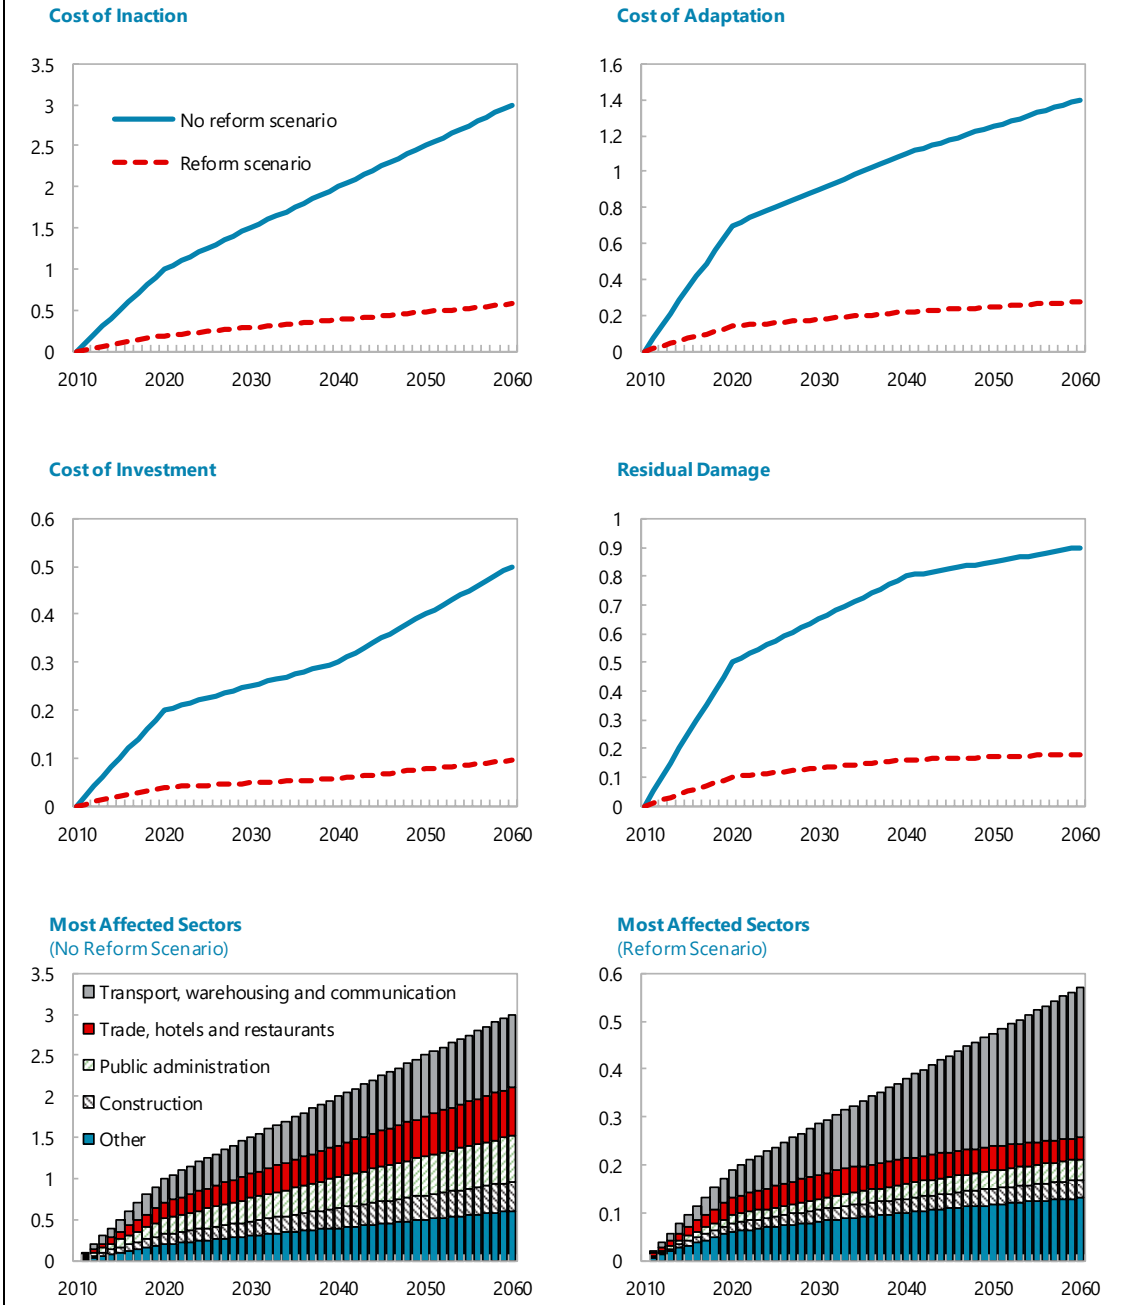 Cost of Inaction
3.5
3
2.5
2
1.5
1
0.5
0
No reform scenario
Reform scenario
2010 2020 2030 2040 2050 2060
Cost of Adaptation
1.6
1.4
1.2
1
0.8
0.6
0.4
0.2
0
2010 2020 2030 2040 2050 2060
Cost of Investment
0.6
0.5
0.4
0.3
0.2
0.1
0
2010 2020 2030 2040 2050 2060
Residual Damage
1
0.9
0.8
0.7
0.6
0.5
0.4
0.3
0.2
0.1
0
2010 2020 2030 2040 2050 2060
Most Affected Sectors
(No Reform Scenario)
3.5
3
2.5
2
1.5
1
0.5
0
Transport, warehousing and communication
Trade, hotels and restaurants
Public administration
Construction
Other
2010 2020 2030 2040 2050 2060
Most Affected Sectors
(Reform Scenario)
0.6
0.5
0.4
0.3
0.2
0.1
0
2010 2020 2030 2040 2050 2060